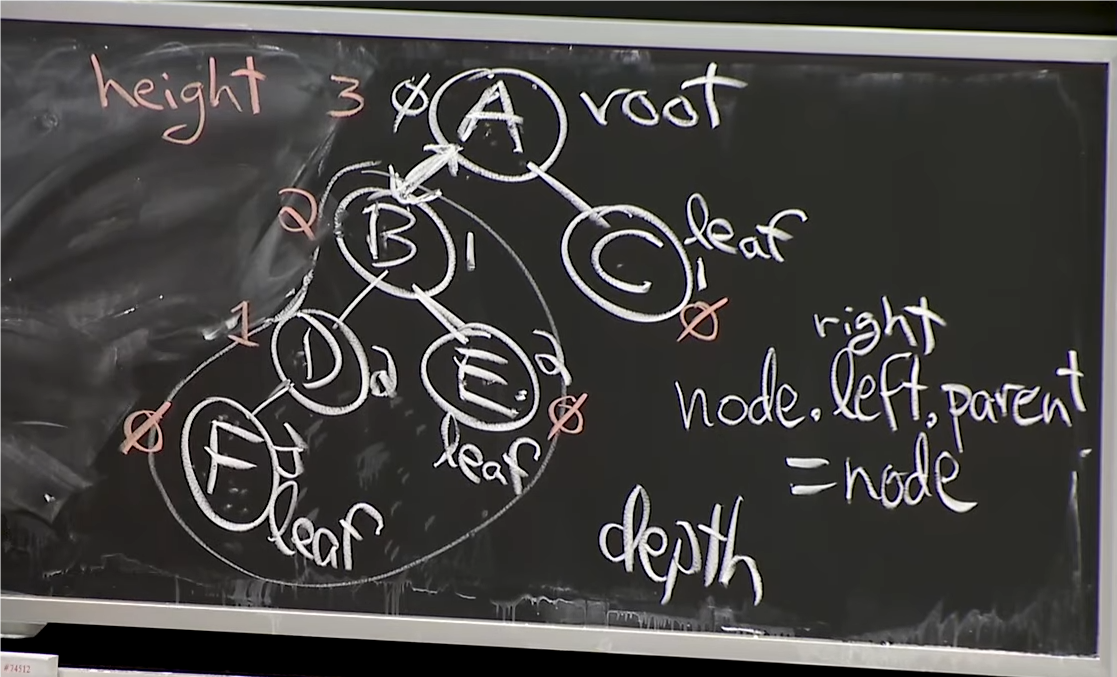 height 3 ∅ A root
2 B 1 C leaf
1
∅
1 D 2 E 2
right
∅ F 3 leaf ∅
node.left.parent
leaf
=node
depth
#34512